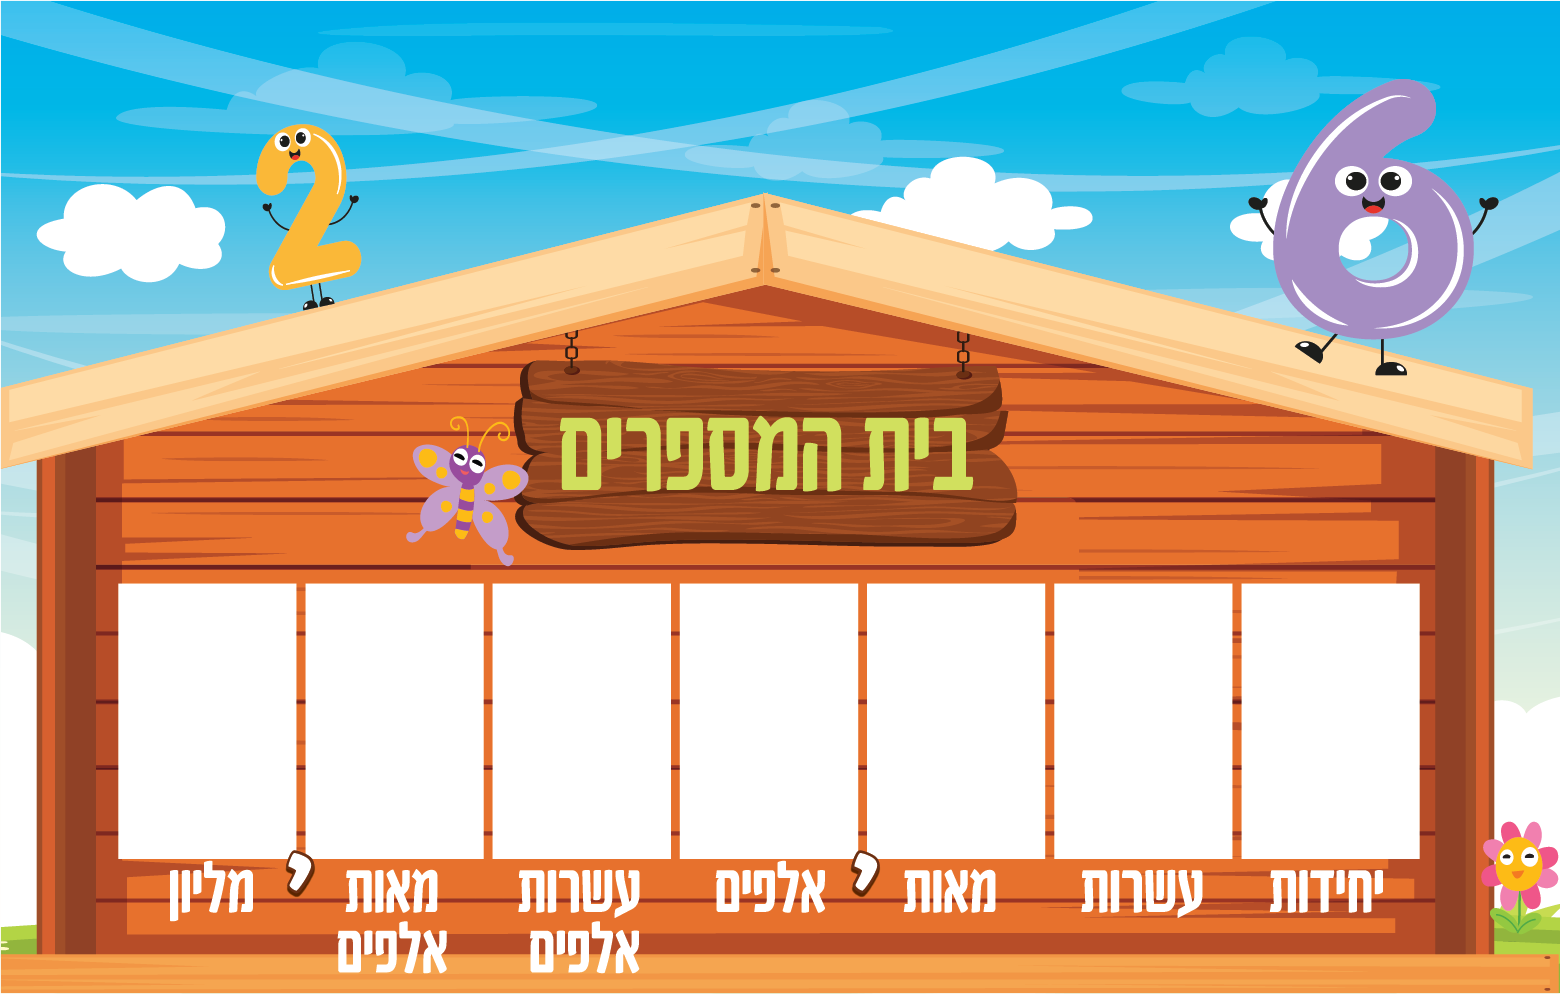 בית המספרים
יחידות
עשרות
מאות
,
אלפים
עשרות
אלפים
מאות
אלפים
,
מליון